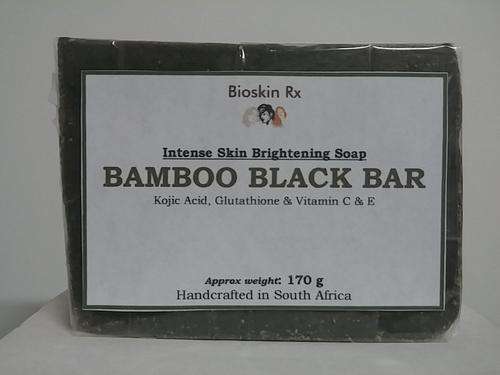 Bioskin Rx
Intense Skin Brightening Soap
BAMBOO BLACK BAR
Kojic Acid, Glutathione & Vitamin C & E
Approx weight: 170 g
Handcrafted in South Africa